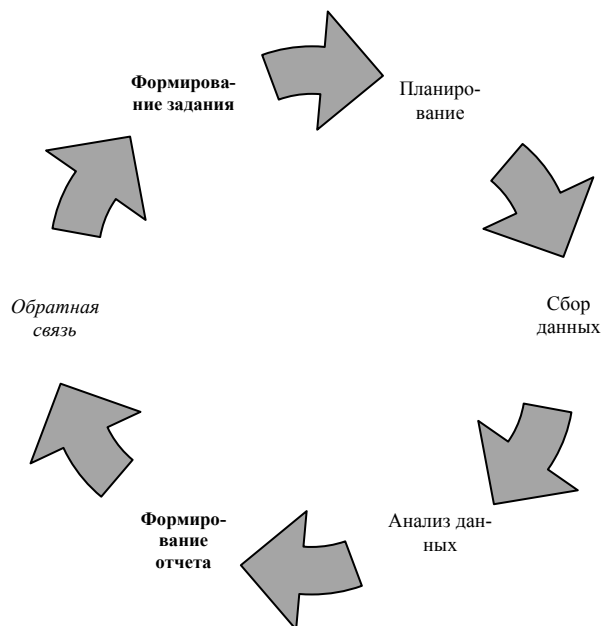 Формирова-
ние задания
Планиро-
вание
Сбор
данных
Анализ дан-
ных
Формиро-
вание
отчета
Обратная
связь